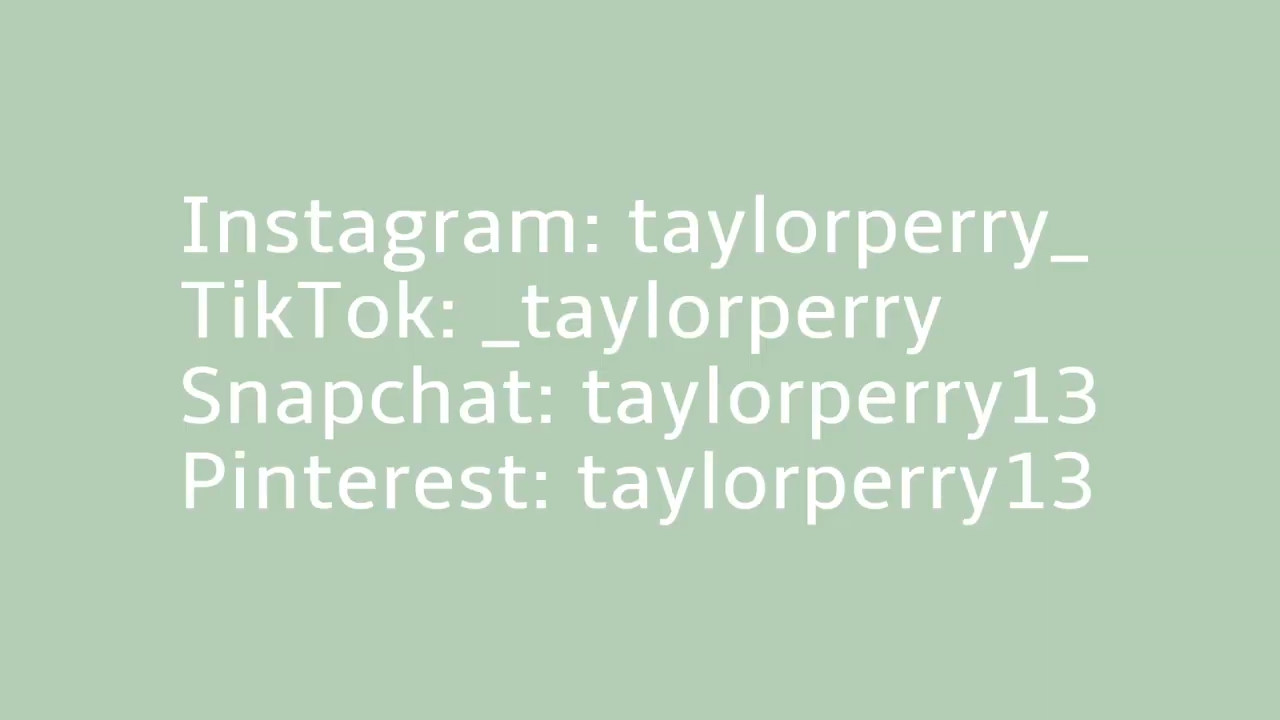 Instagram: taylorperry_
TikTok: _taylorperry
Snapchat: taylorperry13
Pinterest: taylorperry13